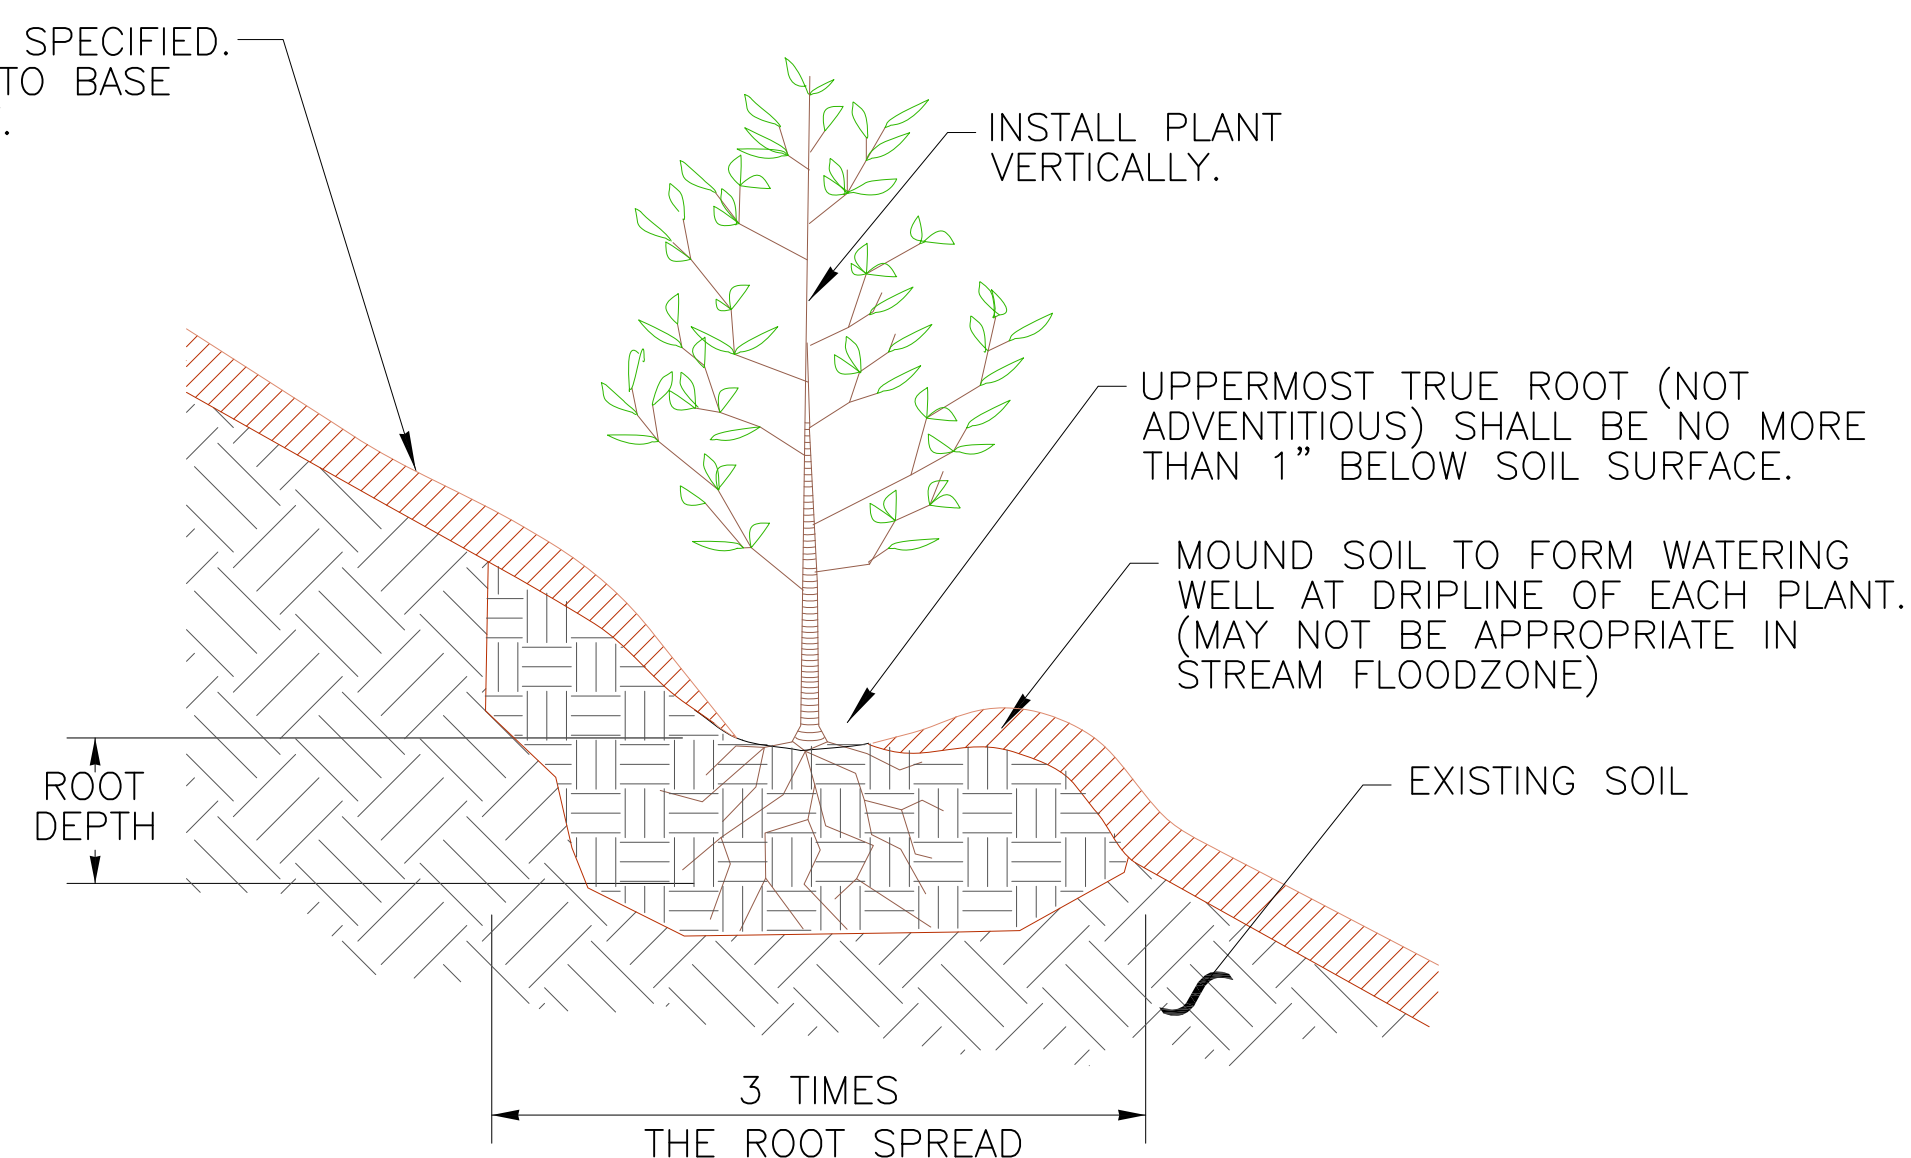 SPECIFIED.
TO BASE
.
INSTALL PLANT
VERTICALLY.
UPPERMOST TRUE ROOT (NOT
ADVENTITIOUS) SHALL BE NO MORE
THAN 1” BELOW SOIL SURFACE.
MOUND SOIL TO FORM WATERING
WELL AT DRIPLINE OF EACH PLANT.
(MAY NOT BE APPROPRIATE IN
STREAM FLOODZONE)
EXISTING SOIL
ROOT
DEPTH
3 TIMES
THE ROOT SPREAD